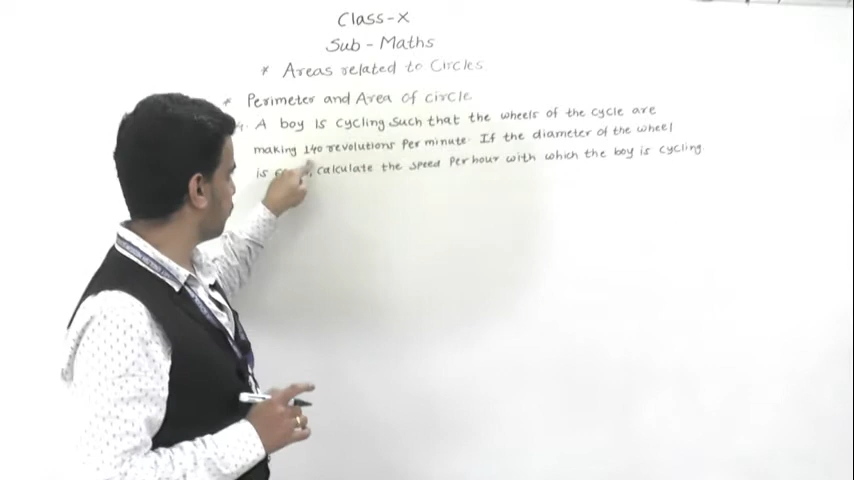 Class-X
Sub - Maths
* Areas related to Circles
* Perimeter and Area of circle
4. A boy is cycling such that the wheels of the cycle are
making 140 revolutions Per minute. If the diameter of the wheel
is calculate the speed Per hour with which the boy is cycling.